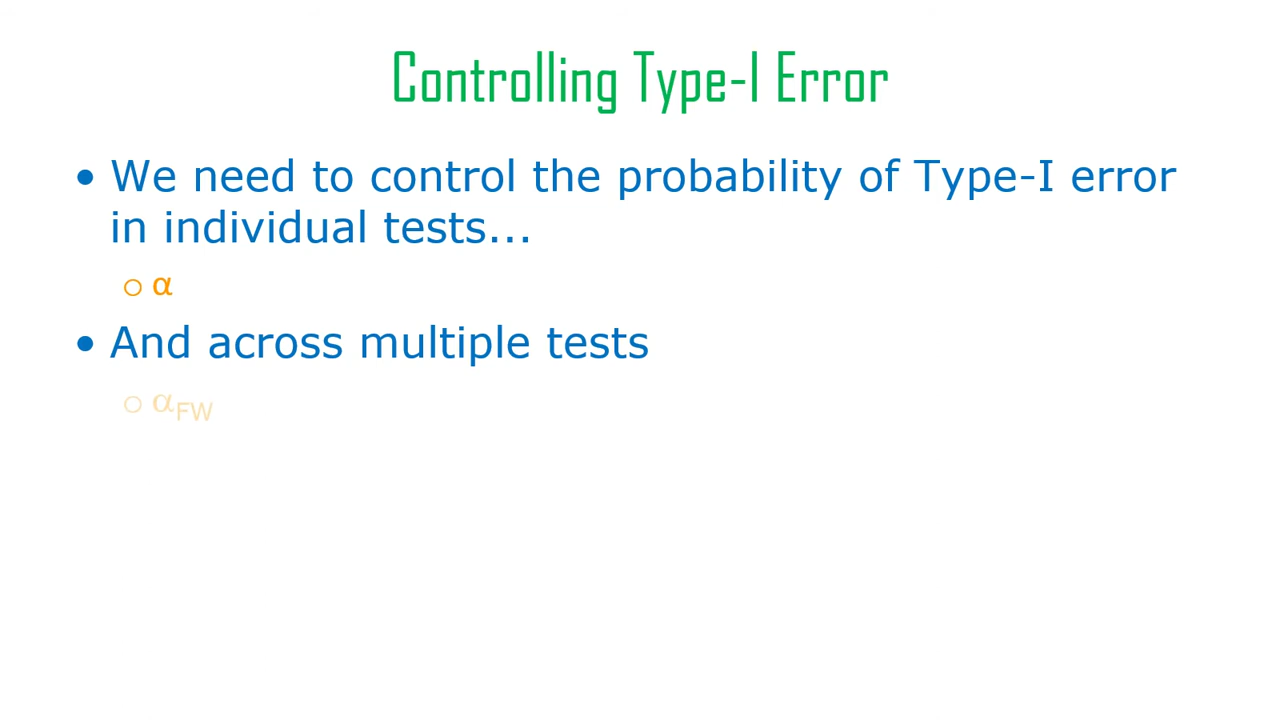 Controlling Type-I Error
• We need to control the probability of Type-I error
in individual tests...
○ α
• And across multiple tests
○ αFW